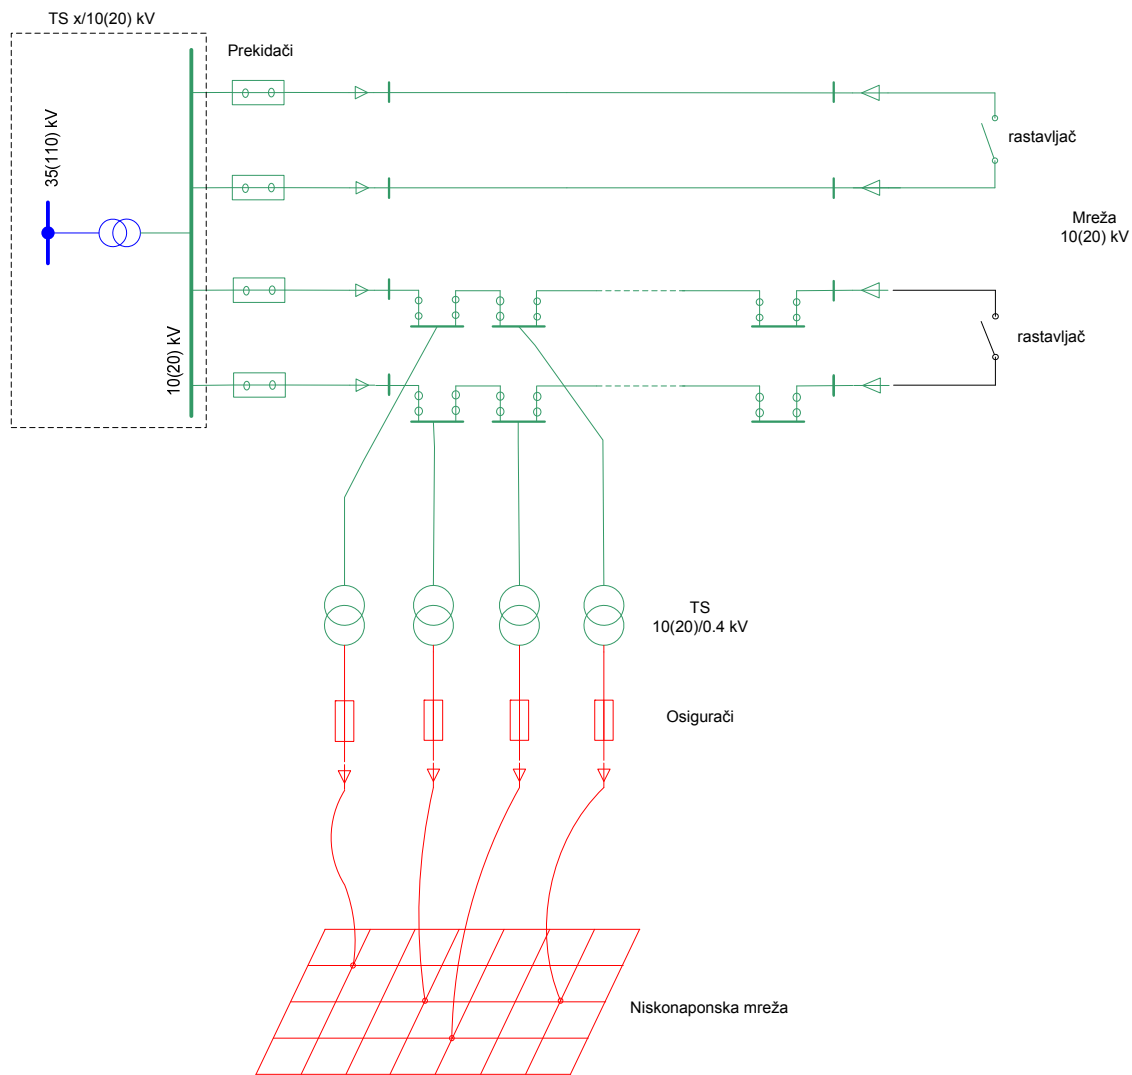 TS x/10(20) kV
Prekidači
35(110) kV
rastavljač
Mreža
10(20) kV
10(20) kV
rastavljač
TS
10(20)/0.4 kV
Osigurači
Niskonaponska mreža